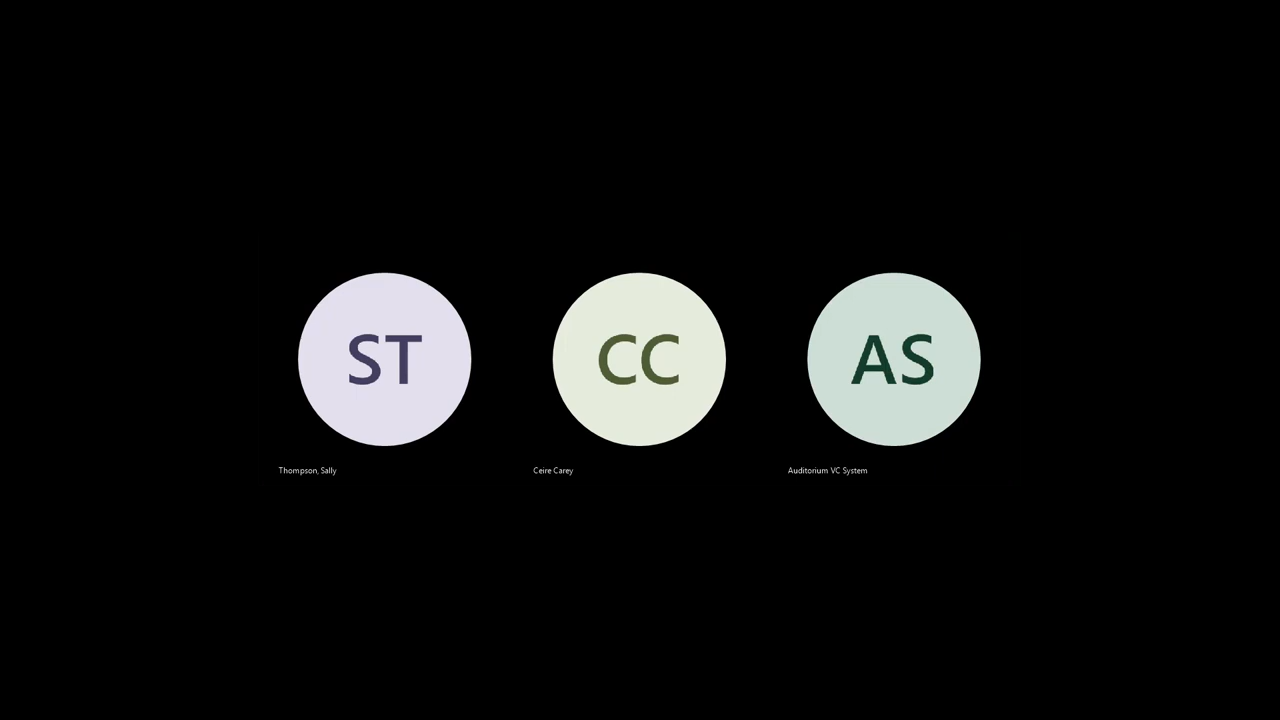 ST
CC
AS
Thompson, Sally
Ceire Carey
Auditorium VC System